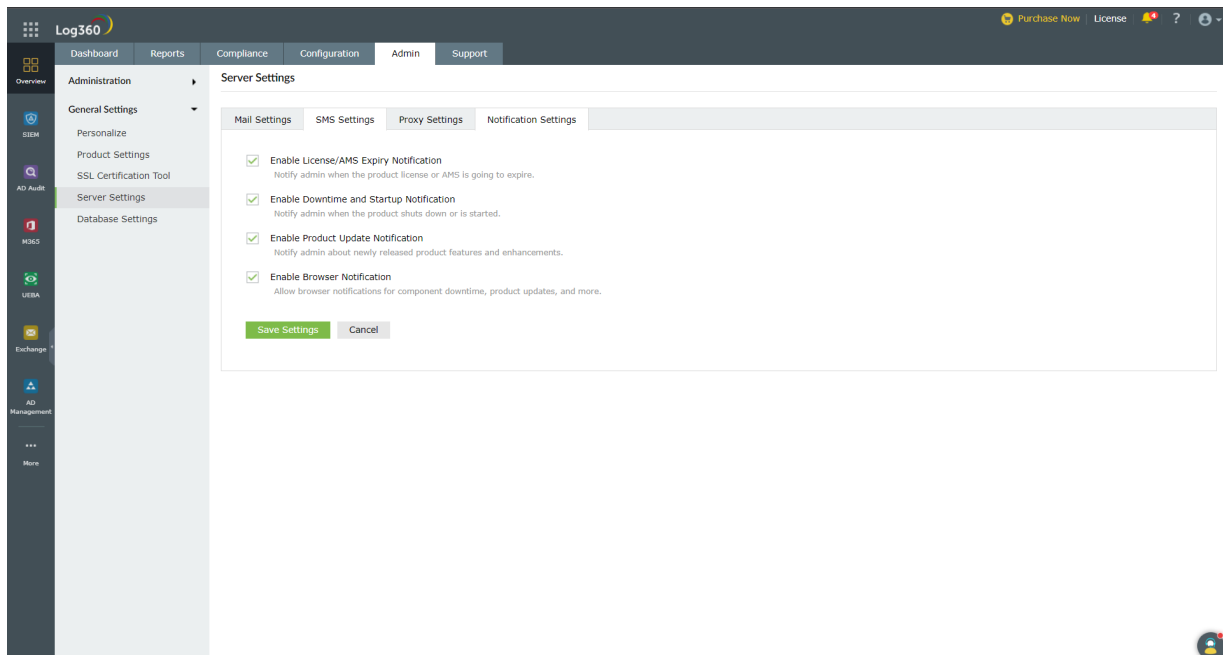 Log360
Purchase Now
License
4
?
Dashboard
Reports
Compliance
Configuration
Admin
Support
Overview
SIEM
AD Audit
M365
UEBA
Exchange
AD
Management
More
Administration
General Settings
Personalize
Product Settings
SSL Certification Tool
Server Settings
Database Settings
Server Settings
Mail Settings
SMS Settings
Proxy Settings
Notification Settings
Enable License/AMS Expiry Notification
Notify admin when the product license or AMS is going to expire.
Enable Downtime and Startup Notification
Notify admin when the product shuts down or is started.
Enable Product Update Notification
Notify admin about newly released product features and enhancements.
Enable Browser Notification
Allow browser notifications for component downtime, product updates, and more.
Save Settings
Cancel